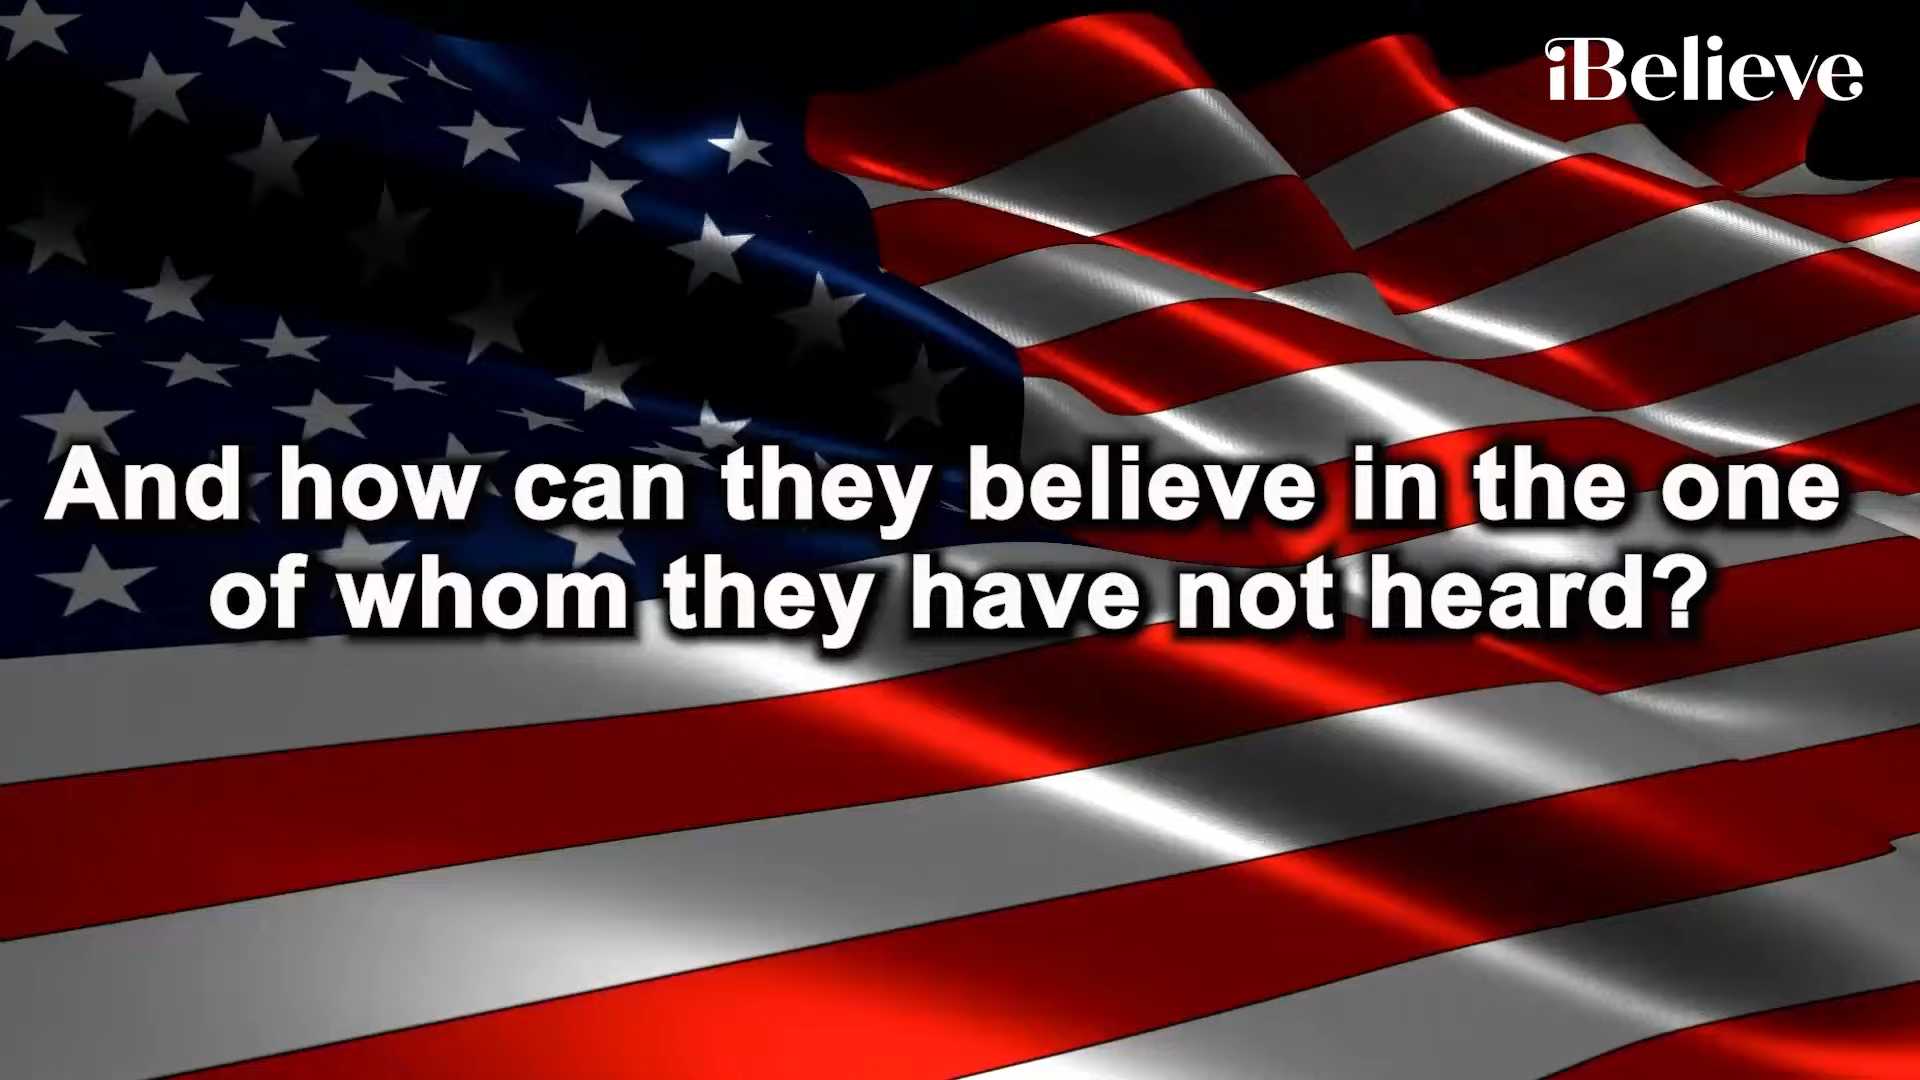 iBelieve
And how can they believe in the one
of whom they have not heard?